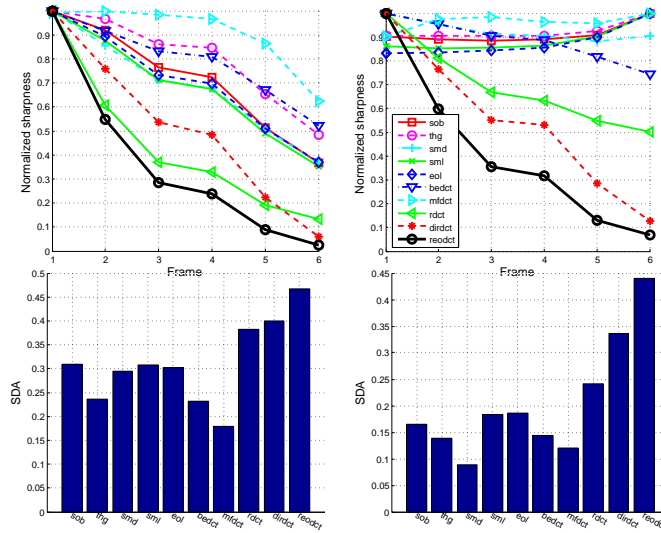 Normalized sharpness
0.9
0.8
0.7
0.6
0.5
0.4
0.3
0.2
0.1
0
1 2 3 4 5 6
Frame
Normalized sharpness
0.9
0.8
0.7
0.6
0.5
0.4
0.3
0.2
0.1
0
sob
thg
smd
sml
eol
bedct
mfdct
rdct
dirdct
reodct
1 2 3 4 5 6
Frame
SDA
0.5
0.45
0.4
0.35
0.3
0.25
0.2
0.15
0.1
0.05
0
sob thg smd sml eol bedct mfdct rdct dirdct reodct
SDA
0.45
0.4
0.35
0.3
0.25
0.2
0.15
0.1
0.05
0
sob thg smd sml eol bedct mfdct rdct dirdct reodct